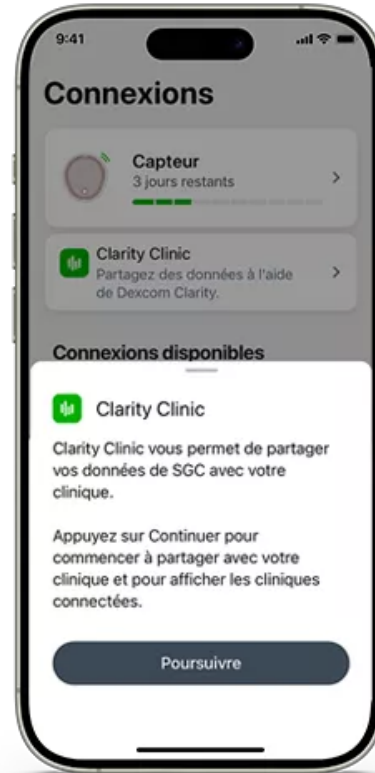 9:41
Connexions
Capteur
3 jours restants
Clarity Clinic
Partagez des données à l'aide
de Dexcom Clarity.
Connexions disponibles
Clarity Clinic
Clarity Clinic vous permet de partager
vos données de SGC avec votre
clinique.
Appuyez sur Continuer pour
commencer à partager avec votre
clinique et pour afficher les cliniques
connectées.
Poursuivre